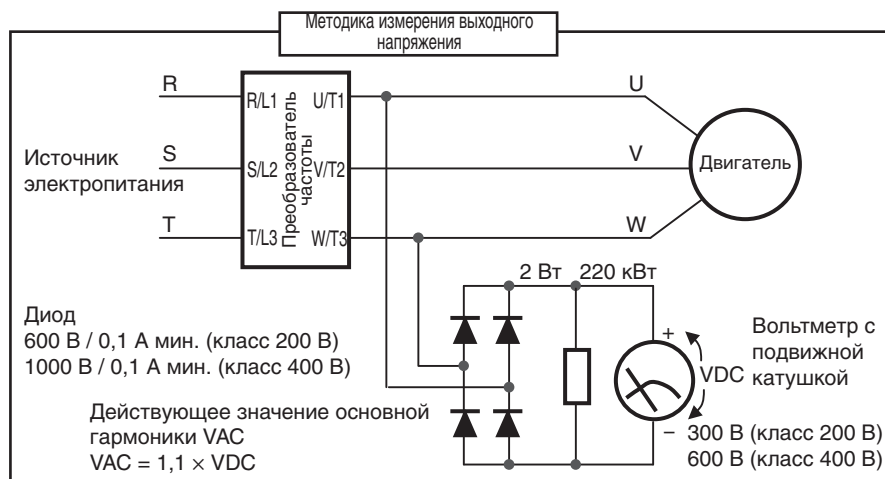 Методика измерения выходного
напряжения
R
R/L1
U/T1
U
Источник
электропитания
S
S/L2
V/T2
V
Преобразователь
частоты
Двигатель
T
T/L3
W/T3
W
2 Вт
220 кВт
Диод
600 В / 0,1 А мин. (класс 200 В)
1000 В / 0,1 А мин. (класс 400 В)
+
VDC
−
Вольтметр с
подвижной
катушкой
300 В (класс 200 В)
600 В (класс 400 В)
Действующее значение основной
гармоники VAC
VAC = 1,1 × VDC